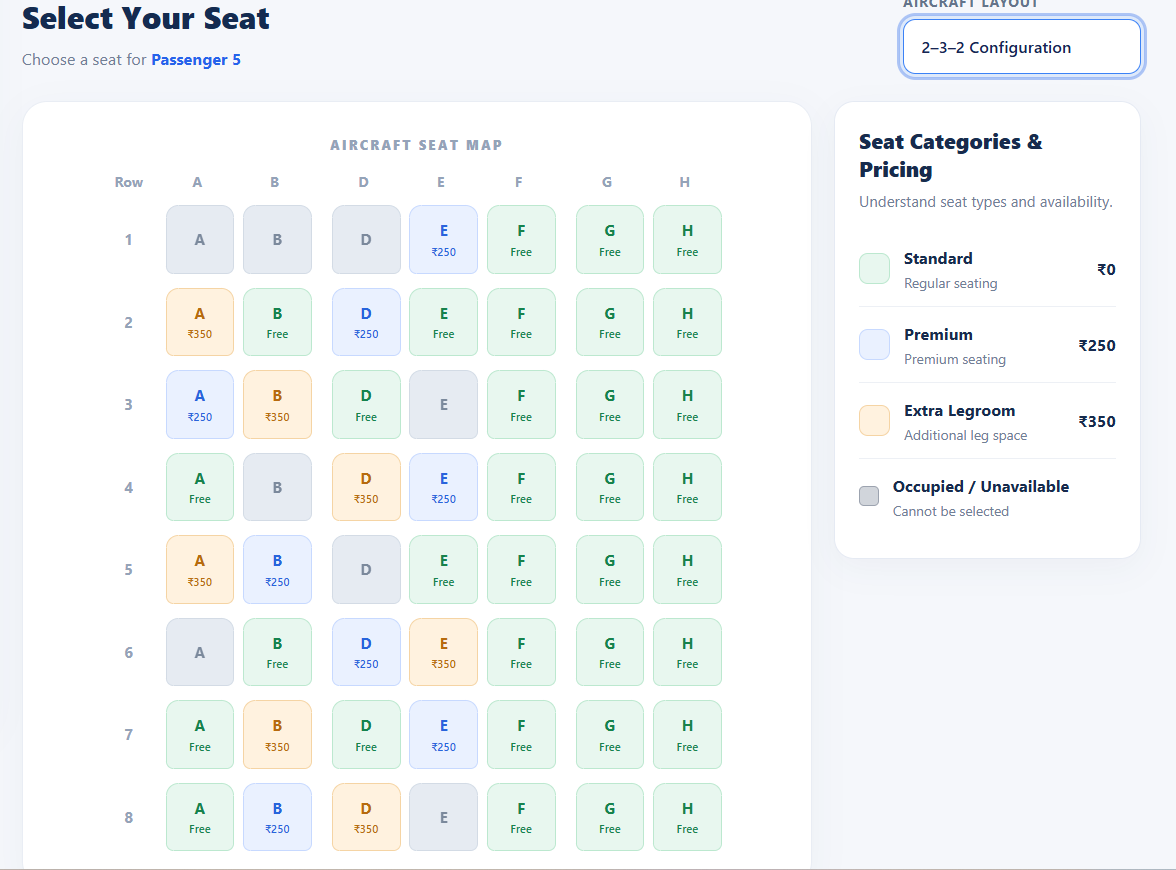 Select Your Seat
Choose a seat for Passenger 5
AIRCRAFT LAYOUT
2–3–2 Configuration
AIRCRAFT SEAT MAP
Row A B D E F G H
1 A B D E F G H
₹250 Free Free Free
2 A B D E F G H
₹350 Free ₹250 Free Free Free Free
3 A B D E F G H
₹250 ₹350 Free Free Free Free
4 A B D E F G H
Free ₹350 ₹250 Free Free Free
5 A B D E F G H
₹350 ₹250 Free Free Free Free
6 A B D E F G H
Free ₹250 ₹350 Free Free Free
7 A B D E F G H
Free ₹350 Free ₹250 Free Free Free
8 A B D E F G H
Free ₹250 ₹350 Free Free Free
Seat Categories &
Pricing
Understand seat types and availability.
Standard
Regular seating
₹0
Premium
Premium seating
₹250
Extra Legroom
Additional leg space
₹350
Occupied / Unavailable
Cannot be selected